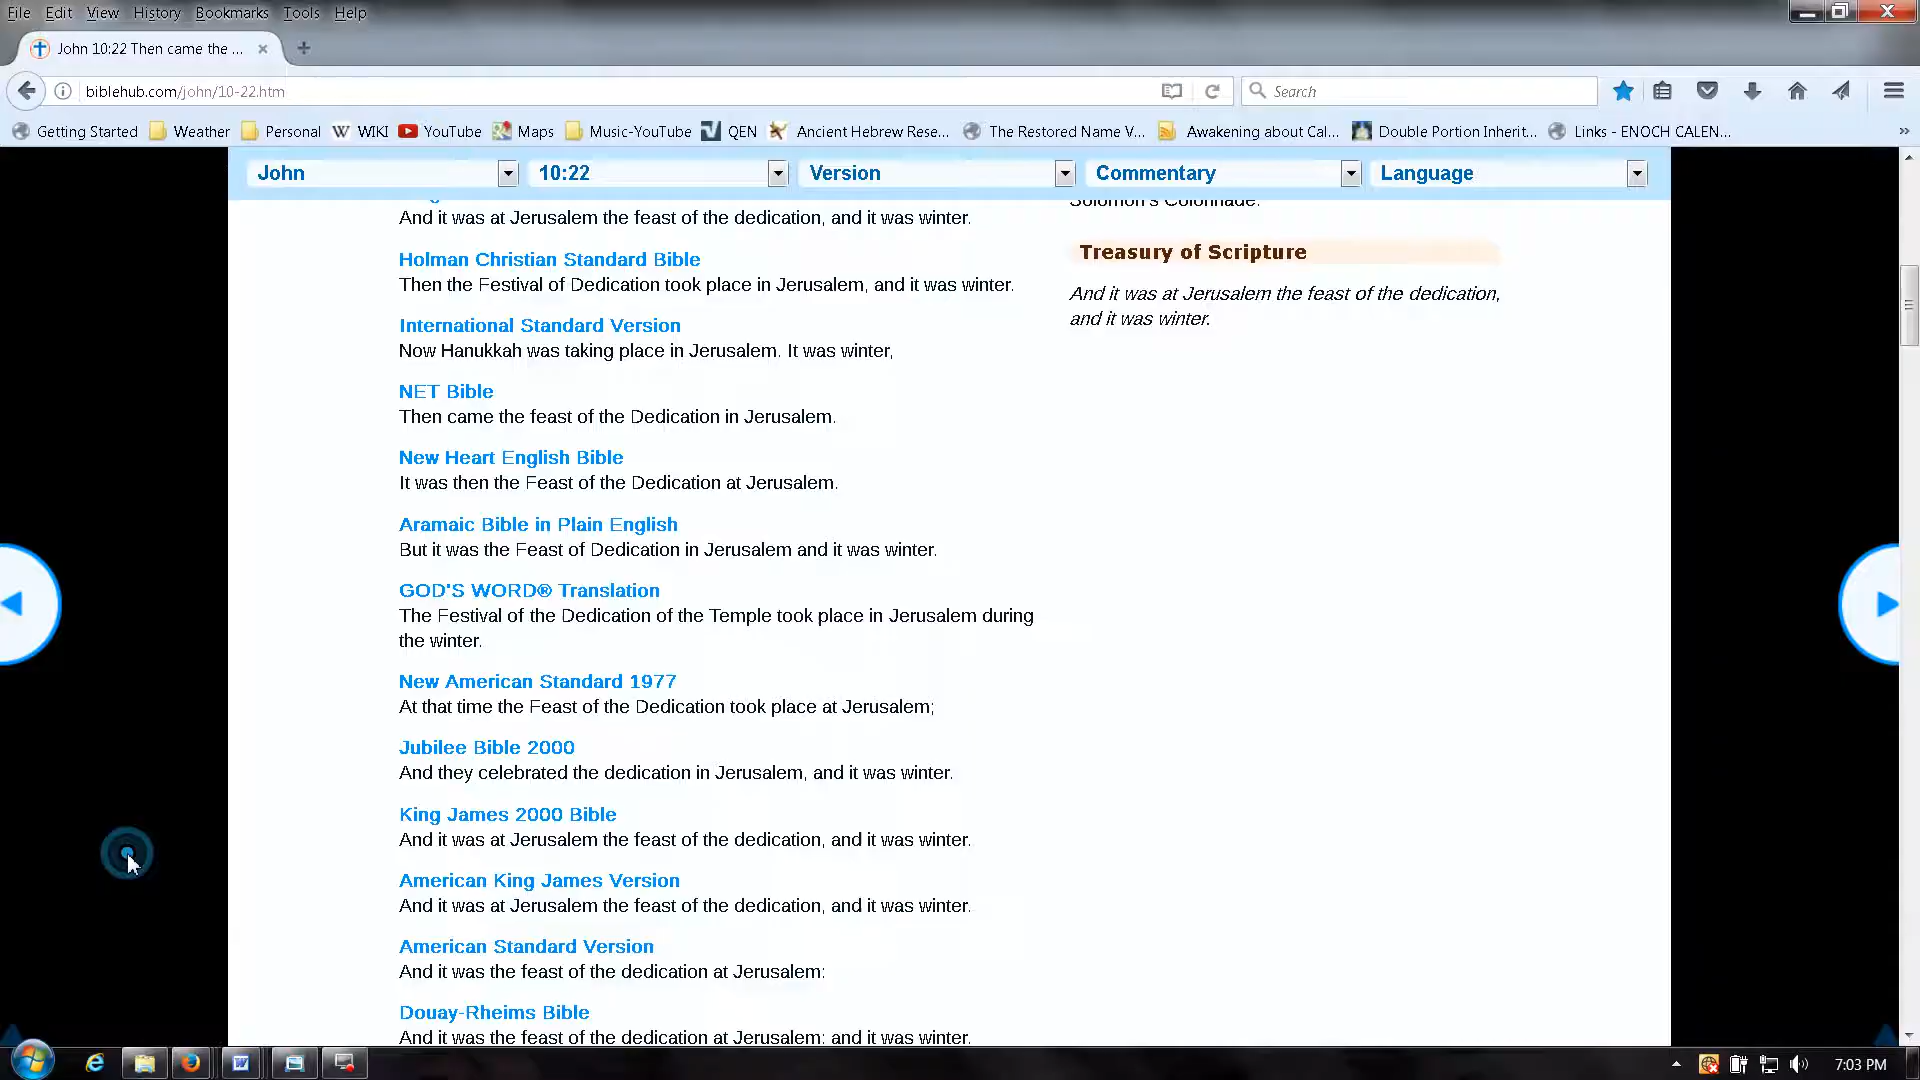 File Edit View History Bookmarks Tools Help
John 10:22 Then came the ...
biblehub.com/john/10-22.htm
Search
Getting Started Weather Personal WIKI YouTube Maps Music-YouTube QEN Ancient Hebrew Rese... The Restored Name V... Awakening about Cal... Double Portion Inherit... Links - ENOCH CALEN...
John 10:22 Version Commentary Language
And it was at Jerusalem the feast of the dedication, and it was winter.
Holman Christian Standard Bible
Then the Festival of Dedication took place in Jerusalem, and it was winter.
International Standard Version
Now Hanukkah was taking place in Jerusalem. It was winter,
NET Bible
Then came the feast of the Dedication in Jerusalem.
New Heart English Bible
It was then the Feast of the Dedication at Jerusalem.
Aramaic Bible in Plain English
But it was the Feast of Dedication in Jerusalem and it was winter.
GOD'S WORD® Translation
The Festival of the Dedication of the Temple took place in Jerusalem during
the winter.
New American Standard 1977
At that time the Feast of the Dedication took place at Jerusalem;
Jubilee Bible 2000
And they celebrated the dedication in Jerusalem, and it was winter.
King James 2000 Bible
And it was at Jerusalem the feast of the dedication, and it was winter.
American King James Version
And it was at Jerusalem the feast of the dedication, and it was winter.
American Standard Version
And it was the feast of the dedication at Jerusalem:
Douay-Rheims Bible
And it was the feast of the dedication at Jerusalem: and it was winter.
Solomon's Colonnade.
Treasury of Scripture
And it was at Jerusalem the feast of the dedication,
and it was winter.
7:03 PM